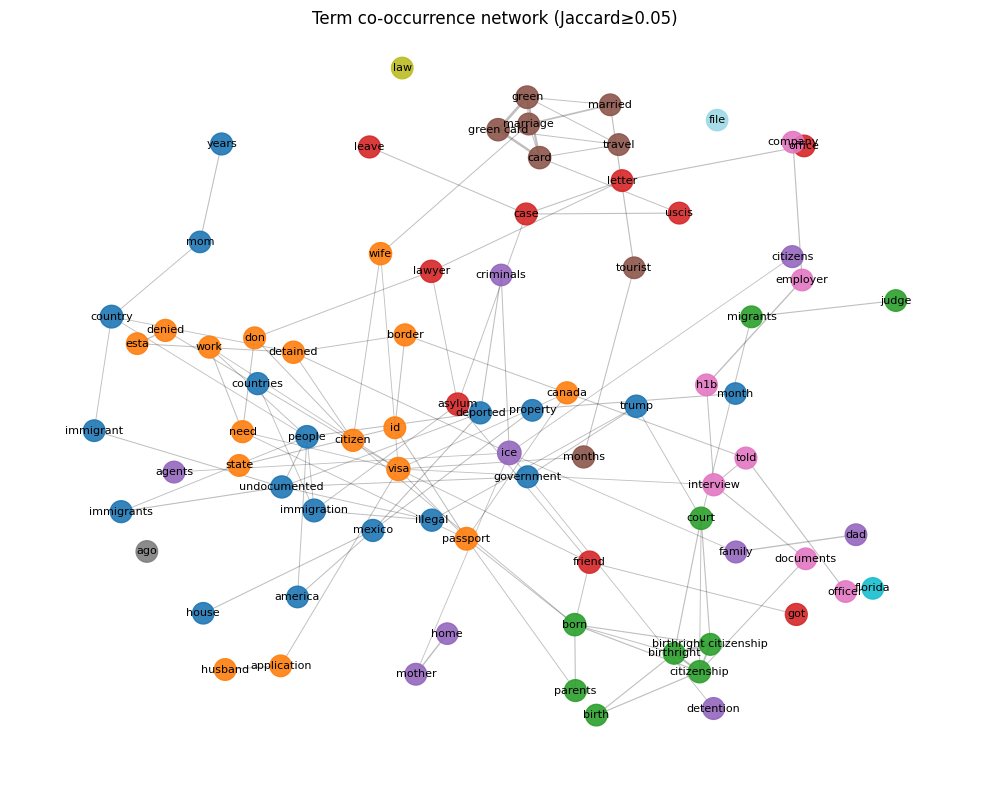 Term co-occurrence network (Jaccard≥0.05)
law
green
married
marriage
green card
file
years
leave
card
travel
company
office
letter
case
uscis
mom
wife
lawyer
criminals
tourist
citizens
employer
country
denied
esta
work
don
detained
border
migrants
judge
countries
canada
h1b
month
asylum
deported
property
trump
immigrant
need
people
citizen
id
ice
months
told
state
agents
visa
government
interview
undocumented
immigrants
immigration
mexico
illegal
passport
court
ago
family
dad
documents
friend
officer
florida
america
house
born
got
home
birthright citizenship
birthright
husband
application
mother
citizenship
parents
birth
detention